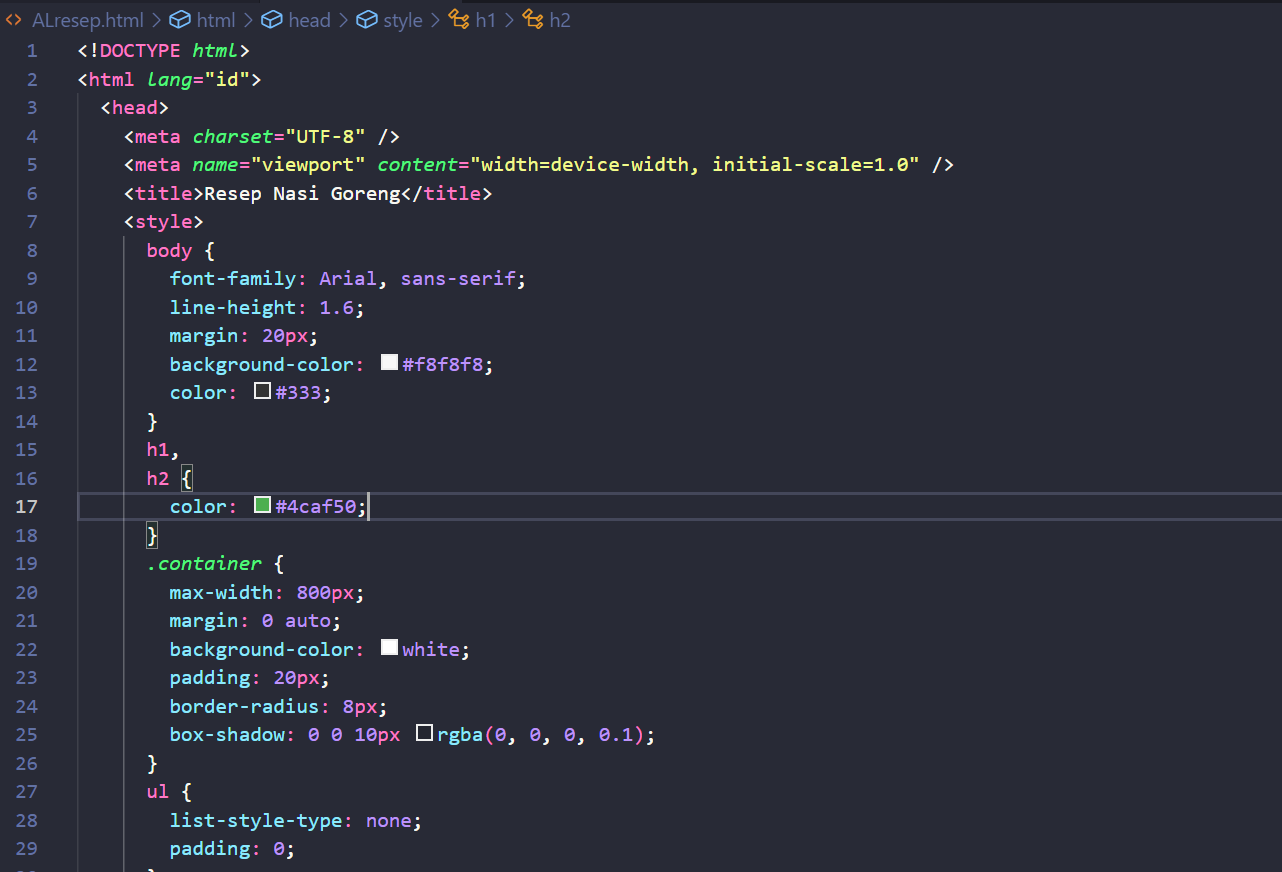 ALresep.html > html > head > style > h1 > h2
1 <!DOCTYPE html>
2 <html lang="id">
3 <head>
4 <meta charset="UTF-8" />
5 <meta name="viewport" content="width=device-width, initial-scale=1.0" />
6 <title>Resep Nasi Goreng</title>
7 <style>
8 body {
9 font-family: Arial, sans-serif;
10 line-height: 1.6;
11 margin: 20px;
12 background-color: #f8f8f8;
13 color: #333;
14 }
15 h1,
16 h2 {
17 color: #4caf50;
18 }
19 .container {
20 max-width: 800px;
21 margin: 0 auto;
22 background-color: white;
23 padding: 20px;
24 border-radius: 8px;
25 box-shadow: 0 0 10px rgba(0, 0, 0, 0.1);
26 }
27 ul {
28 list-style-type: none;
29 padding: 0;